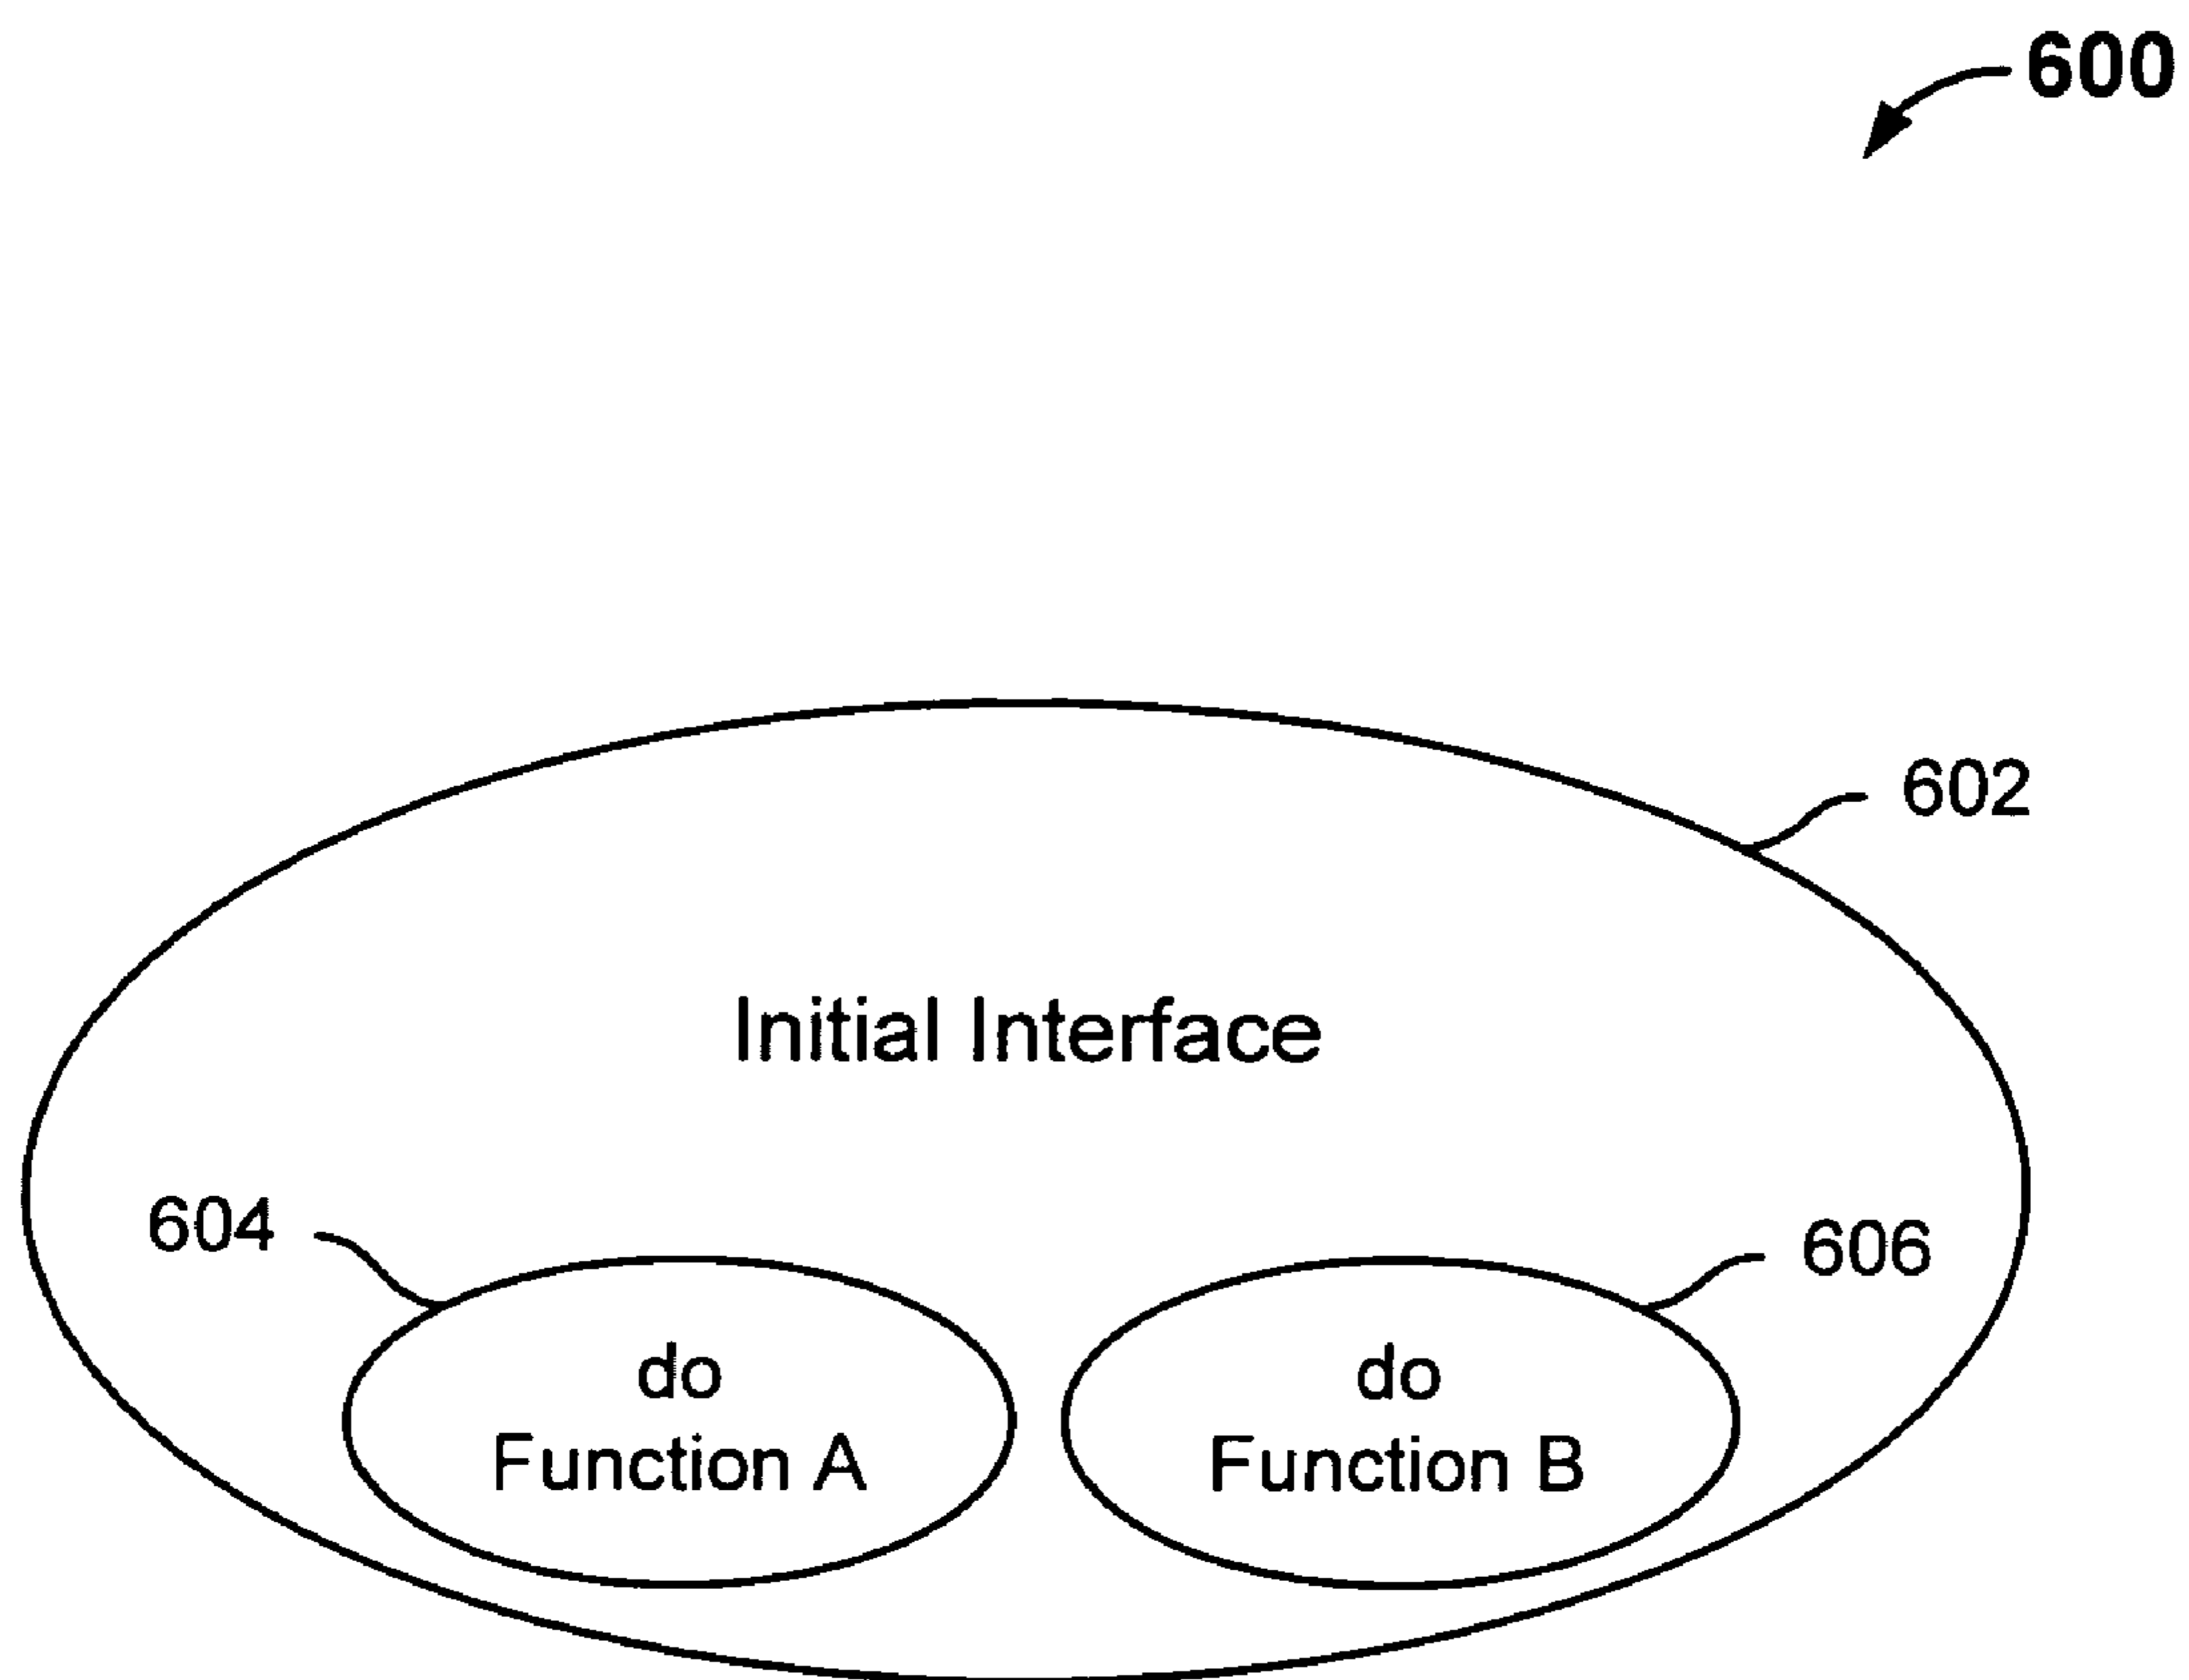 600
602
Initial Interface
604
606
do
Function A
do
Function B